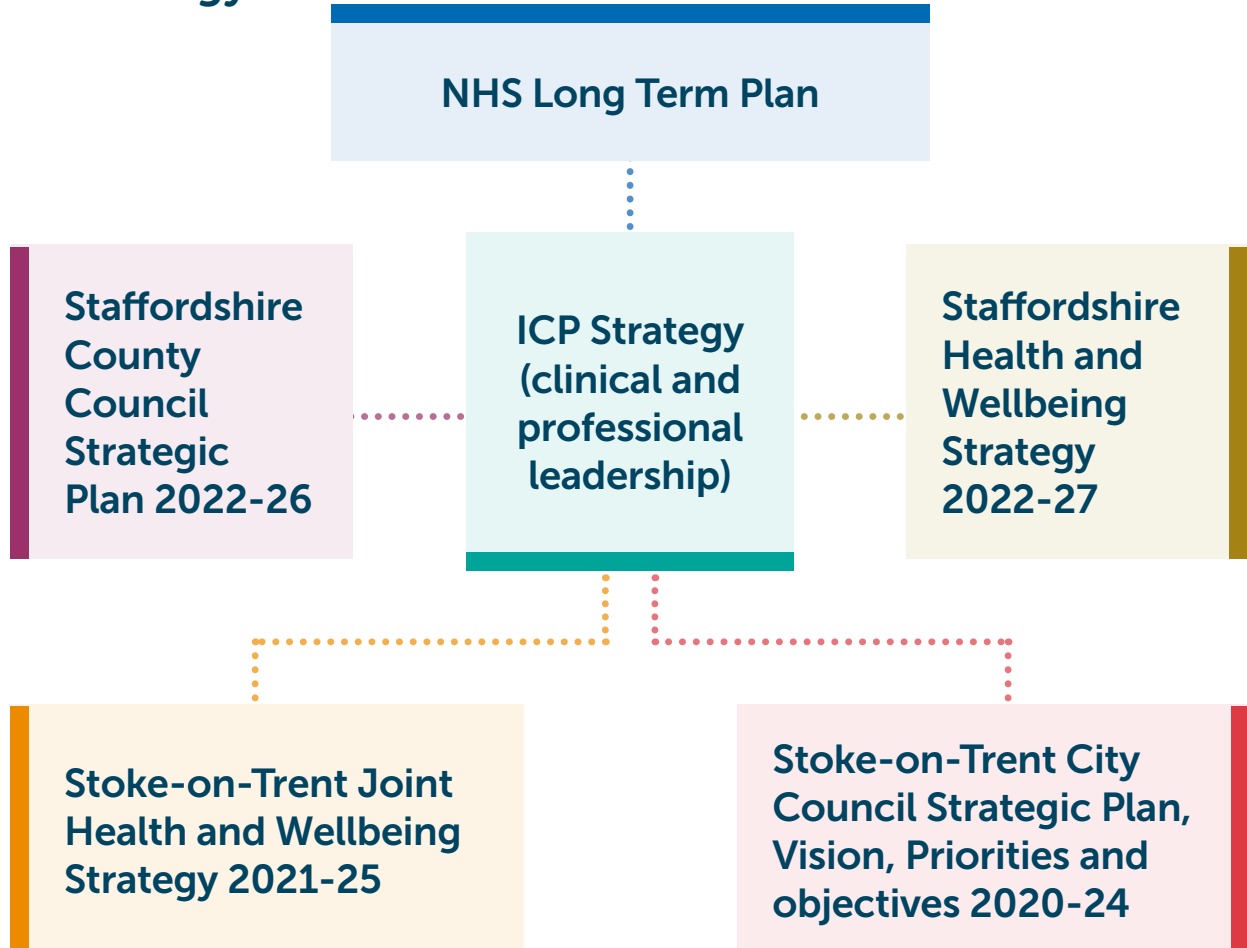 NHS Long Term Plan
Staffordshire
County
Council
Strategic
Plan 2022-26
ICP Strategy
(clinical and
professional
leadership)
Staffordshire
Health and
Wellbeing
Strategy
2022-27
Stoke-on-Trent Joint
Health and Wellbeing
Strategy 2021-25
Stoke-on-Trent City
Council Strategic Plan,
Vision, Priorities and
objectives 2020-24